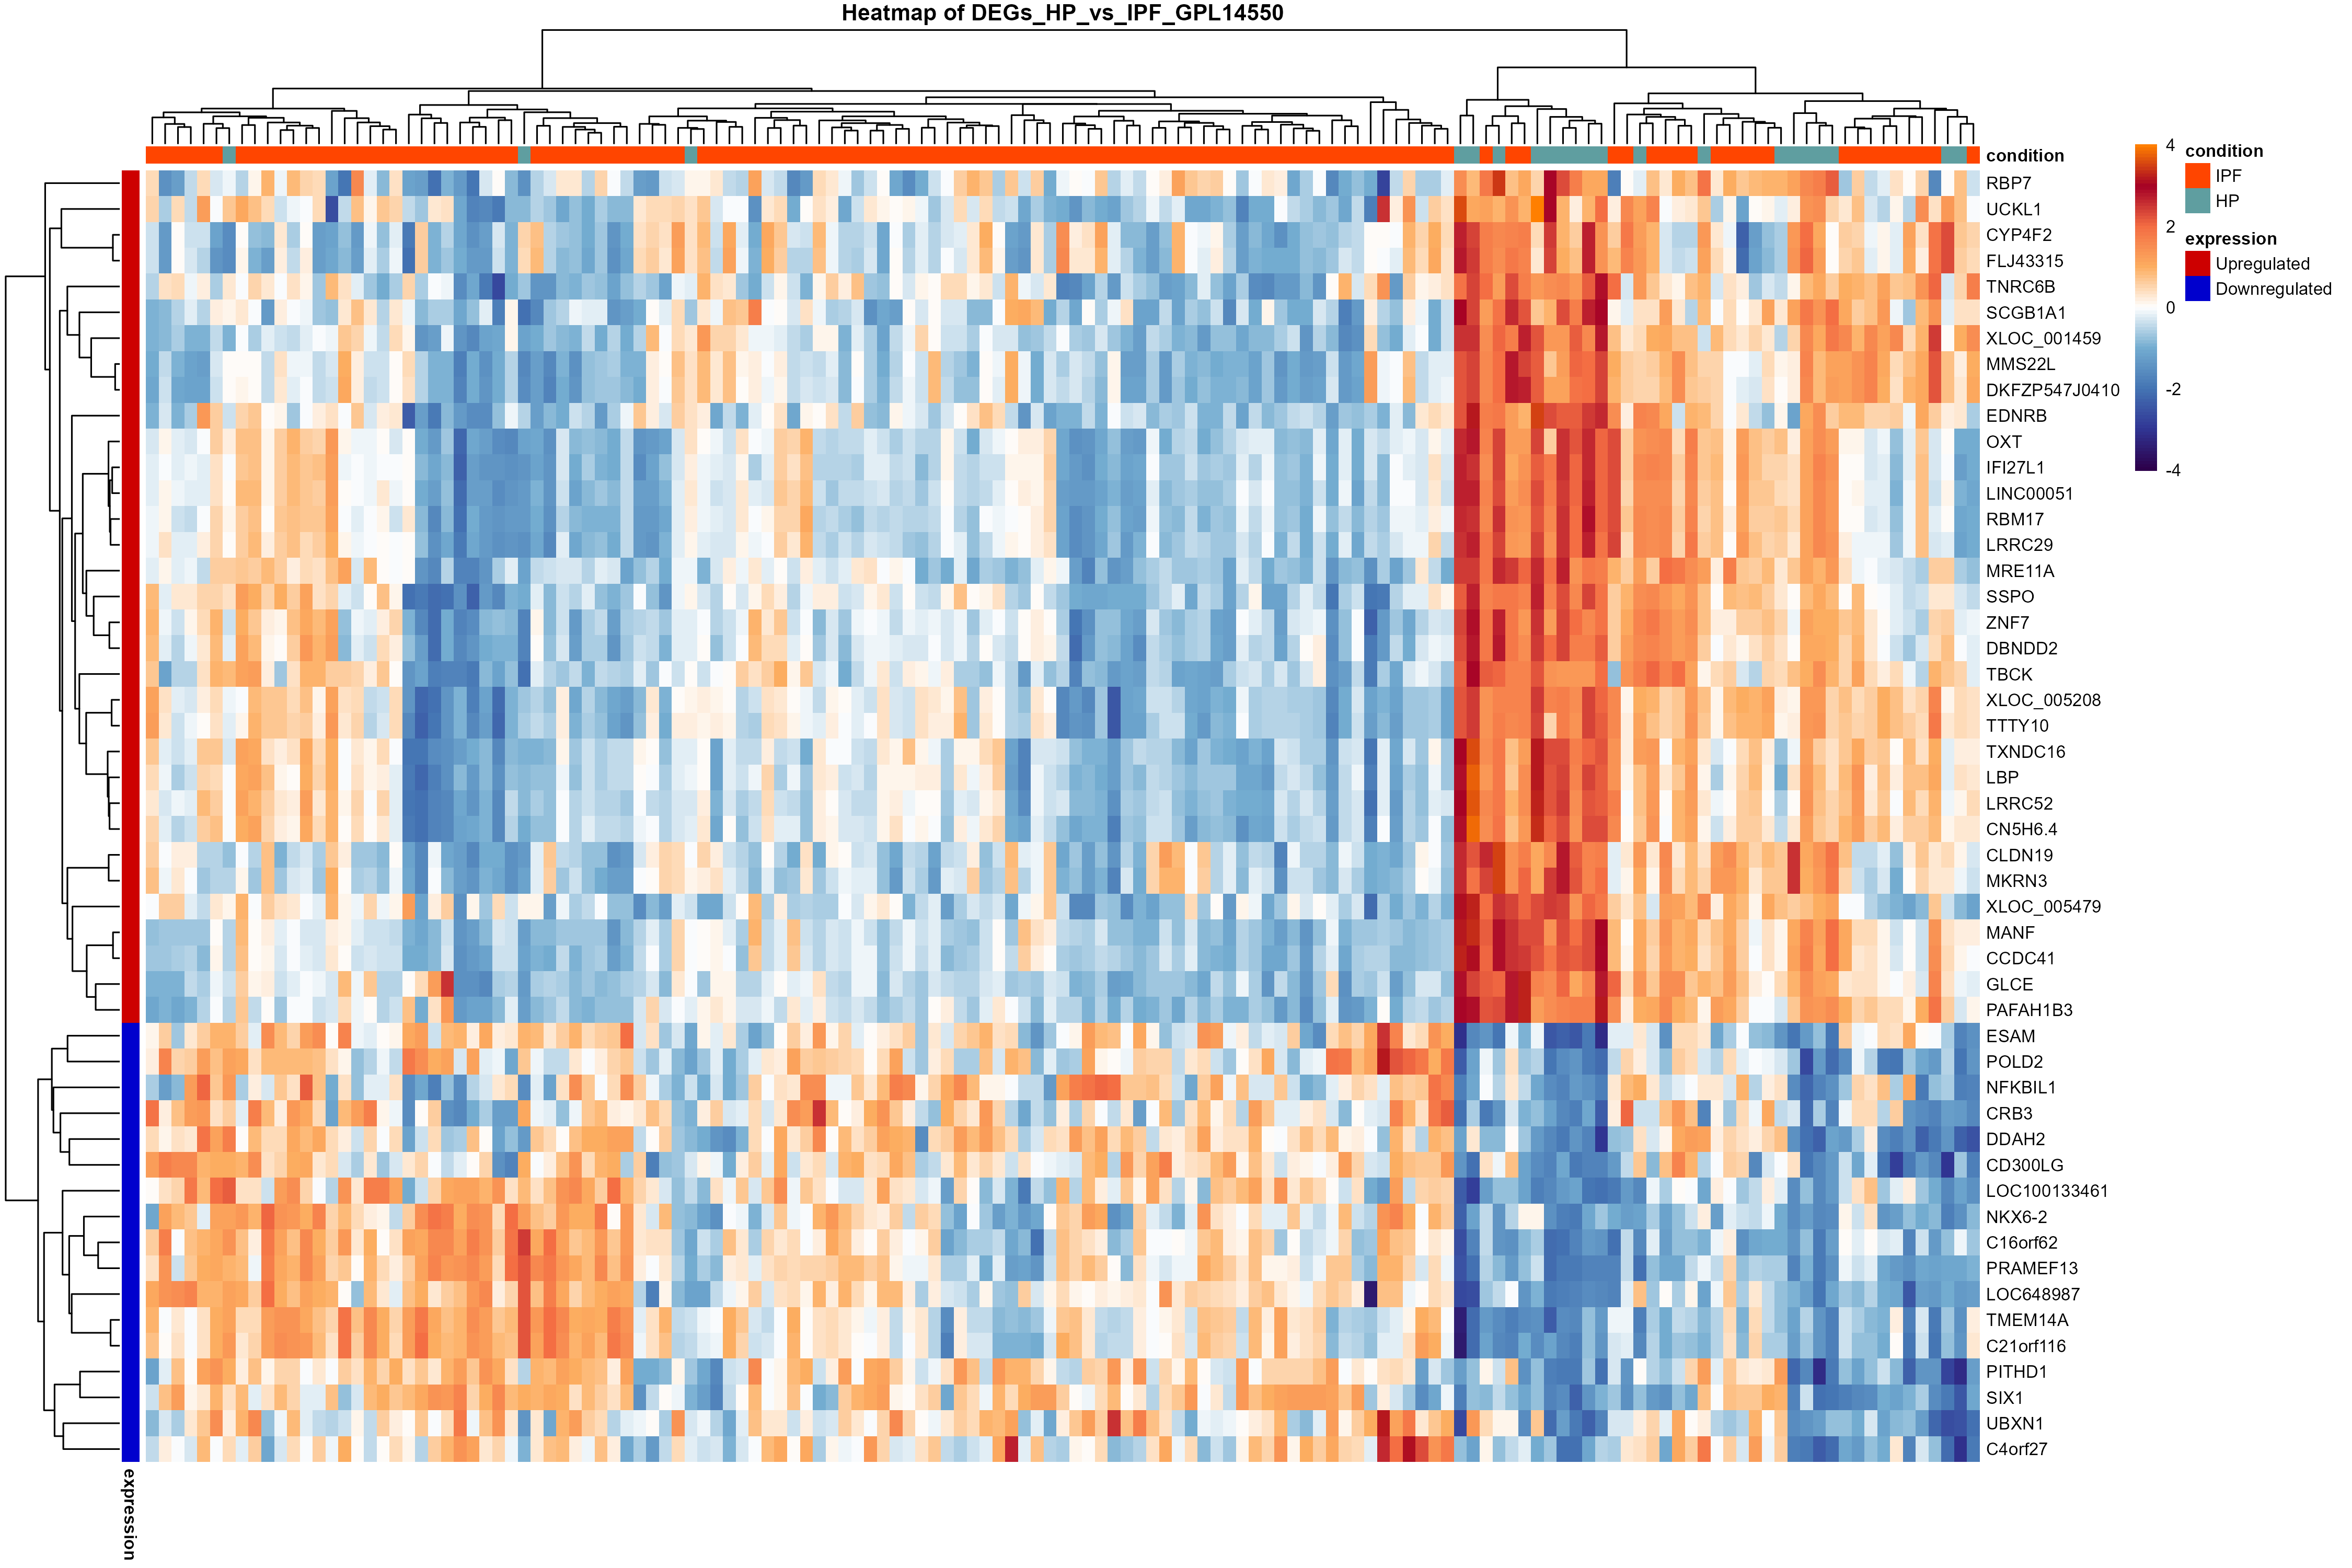 Heatmap of DEGs_HP_vs_IPF_GPL14550
condition
RBP7
UCKL1
CYP4F2
FLJ43315
TNRC6B
SCGB1A1
XLOC_001459
MMS22L
DKFZP547J0410
EDNRB
OXT
IFI27L1
LINC00051
RBM17
LRRC29
MRE11A
SSPO
ZNF7
DBNDD2
TBCK
XLOC_005208
TTTY10
TXNDC16
LBP
LRRC52
CN5H6.4
CLDN19
MKRN3
XLOC_005479
MANF
CCDC41
GLCE
PAFAH1B3
ESAM
POLD2
NFKBIL1
CRB3
DDAH2
CD300LG
LOC100133461
NKX6-2
C16orf62
PRAMEF13
LOC648987
TMEM14A
C21orf116
PITHD1
SIX1
UBXN1
C4orf27
expression
4
2
0
-2
-4
condition
IPF
HP
expression
Upregulated
Downregulated